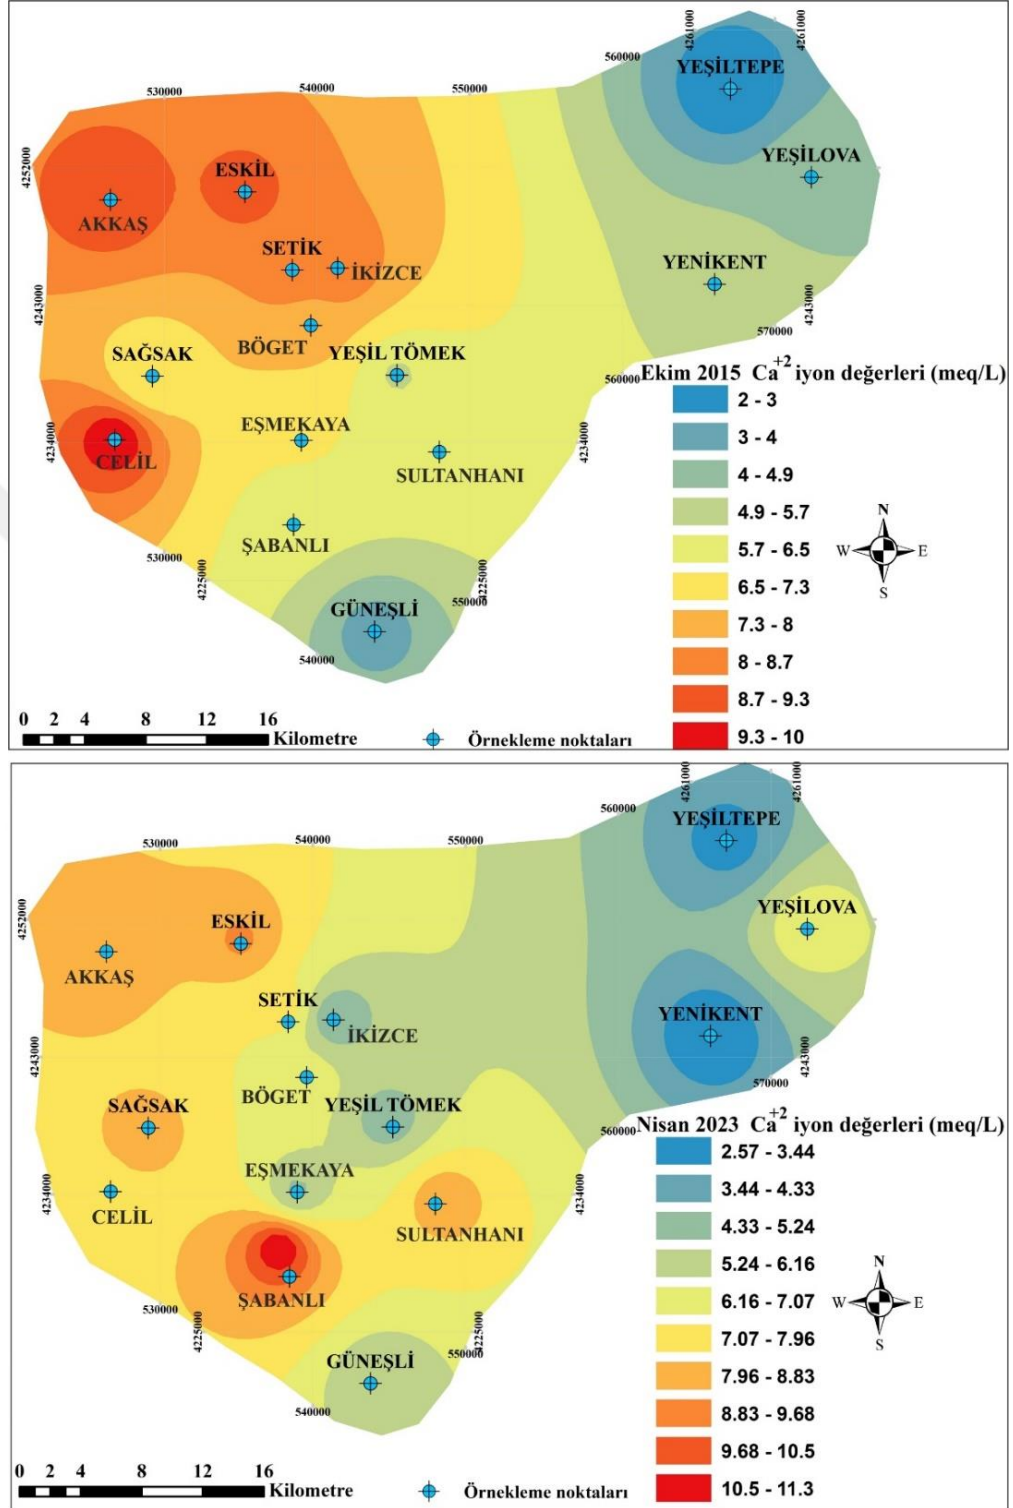 4261000
4261000
560000
YEŞİLTEPE
530000
540000
550000
4252000
YEŞİLOVA
ESKİL
AKKAŞ
SETİK
İKİZCE
YENİKENT
4243000
4243000
BÖGET
570000
SAĞSAK
YEŞİL TÖMEK
560000
Ekim 2015 Ca+2 iyon değerleri (meq/L)
2 - 3
3 - 4
4 - 4.9
4.9 - 5.7
5.7 - 6.5
6.5 - 7.3
7.3 - 8
8 - 8.7
8.7 - 9.3
9.3 - 10
EŞMEKAYA
4234000
4234000
CELİL
SULTANHANI
N
W E
S
ŞABANLI
530000
4225000
4225000
550000
GÜNEŞLİ
540000
0 2 4 8 12 16
Kilometre
Örnekleme noktaları
4261000
4261000
560000
YEŞİLTEPE
530000
540000
550000
4252000
YEŞİLOVA
ESKİL
AKKAŞ
SETİK
İKİZCE
YENİKENT
4243000
4243000
BÖGET
570000
SAĞSAK
YEŞİL TÖMEK
560000
Nisan 2023 Ca+2 iyon değerleri (meq/L)
2.57 - 3.44
3.44 - 4.33
4.33 - 5.24
5.24 - 6.16
6.16 - 7.07
7.07 - 7.96
7.96 - 8.83
8.83 - 9.68
9.68 - 10.5
10.5 - 11.3
EŞMEKAYA
4234000
4234000
CELİL
SULTANHANI
N
W E
S
ŞABANLI
530000
4225000
4225000
550000
GÜNEŞLİ
540000
0 2 4 8 12 16
Kilometre
Örnekleme noktaları